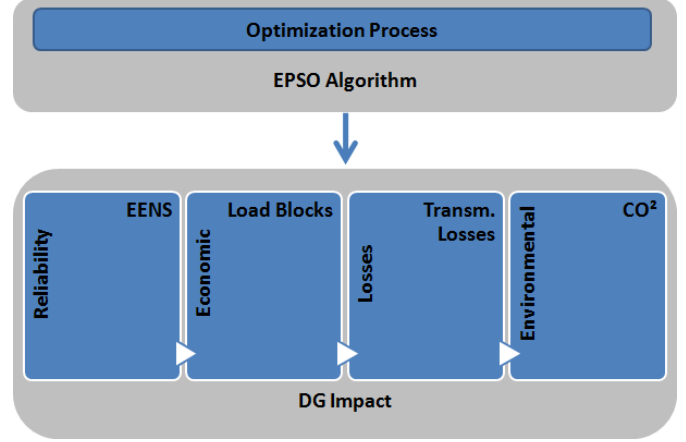 Optimization Process
EPSO Algorithm
Reliability
EENS
Economic
Load Blocks
Losses
Transm.
Losses
Environmental
CO²
DG Impact